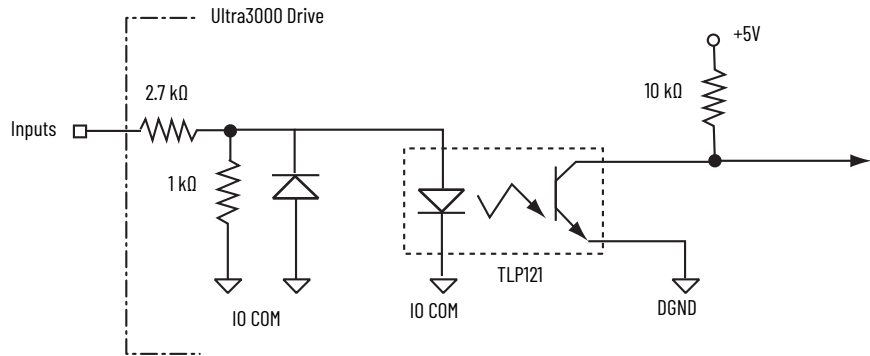 Ultra3000 Drive
+5V
2.7 kΩ
10 kΩ
Inputs
1 kΩ
TLP121
IO COM
IO COM
DGND